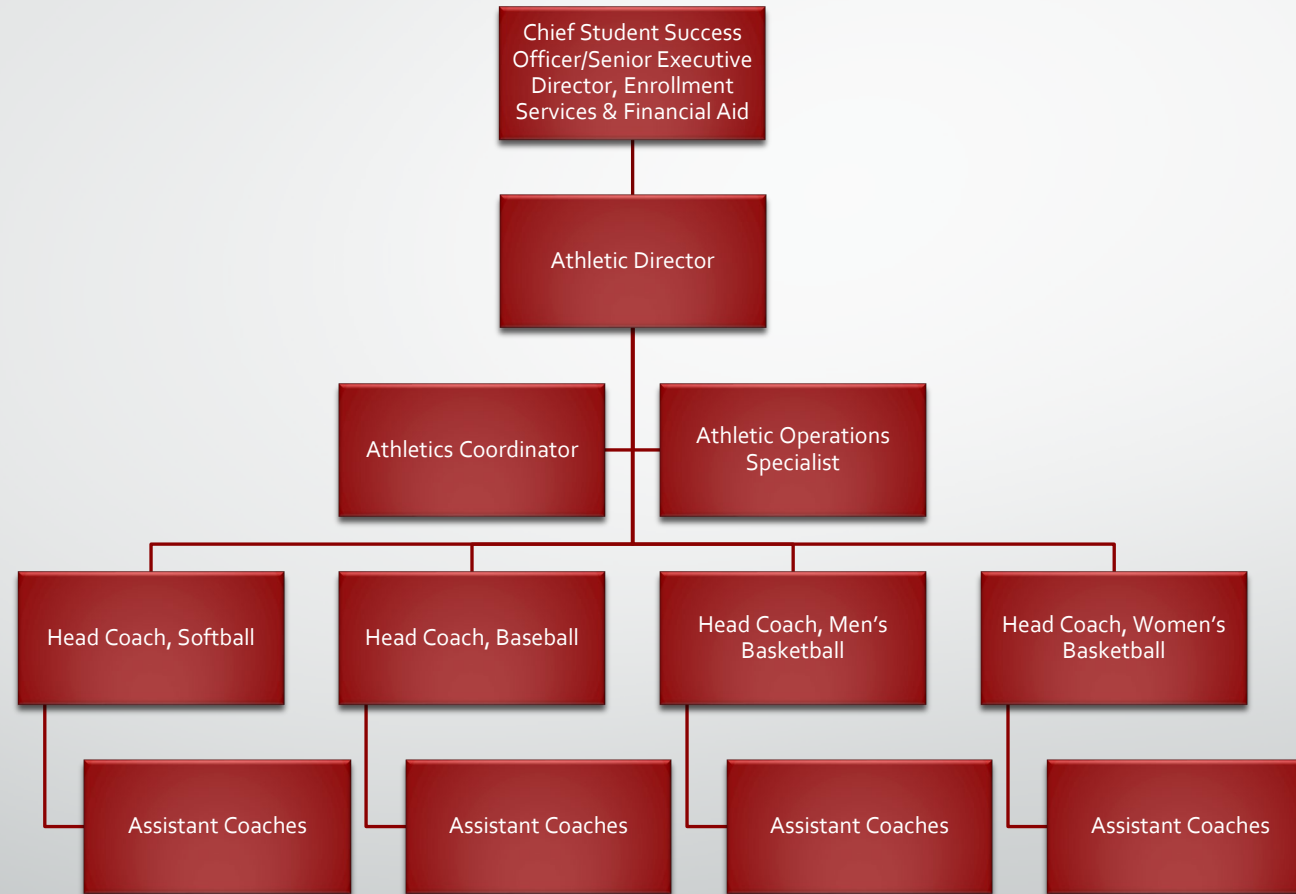 Chief Student Success
Officer/Senior Executive
Director, Enrollment
Services & Financial Aid
Athletic Director
Athletics Coordinator
Athletic Operations
Specialist
Head Coach, Softball
Head Coach, Baseball
Head Coach, Men’s
Basketball
Head Coach, Women’s
Basketball
Assistant Coaches
Assistant Coaches
Assistant Coaches
Assistant Coaches